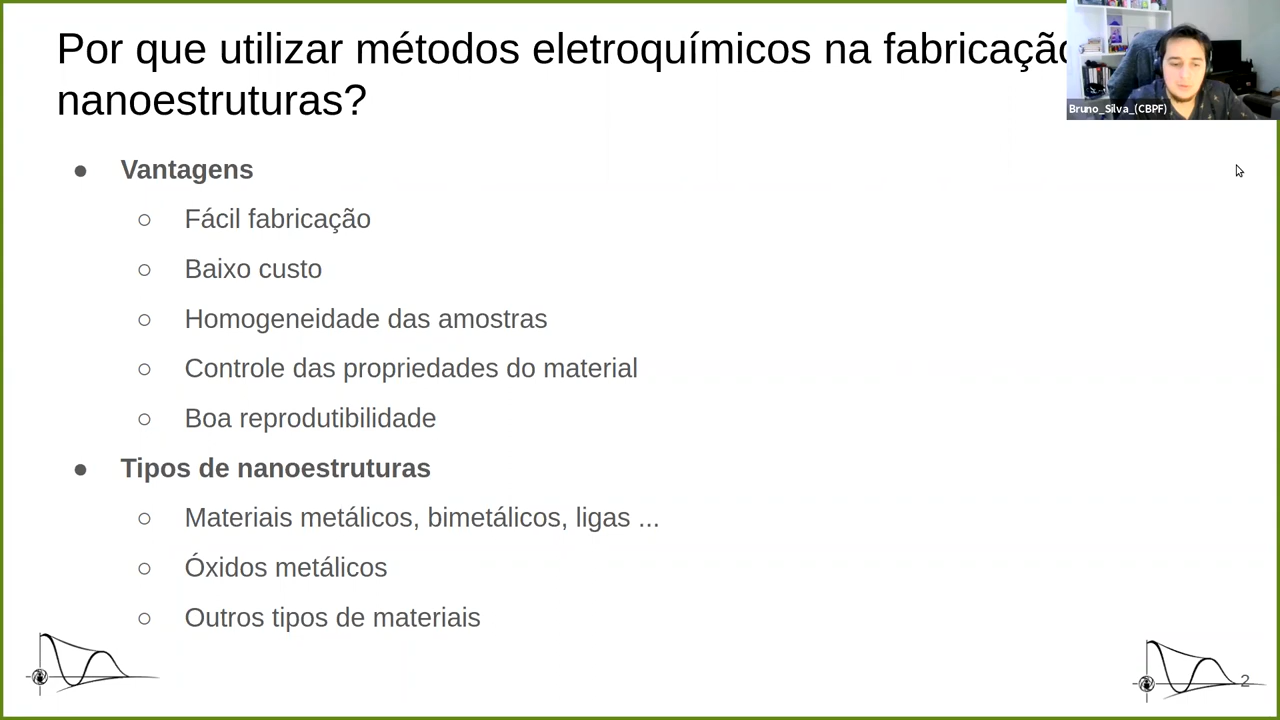 Por que utilizar métodos eletroquímicos na fabricação
nanoestruturas?
Bruno_Silva_(CBPF)
● Vantagens
○ Fácil fabricação
○ Baixo custo
○ Homogeneidade das amostras
○ Controle das propriedades do material
○ Boa reprodutibilidade
● Tipos de nanoestruturas
○ Materiais metálicos, bimetálicos, ligas ...
○ Óxidos metálicos
○ Outros tipos de materiais
2